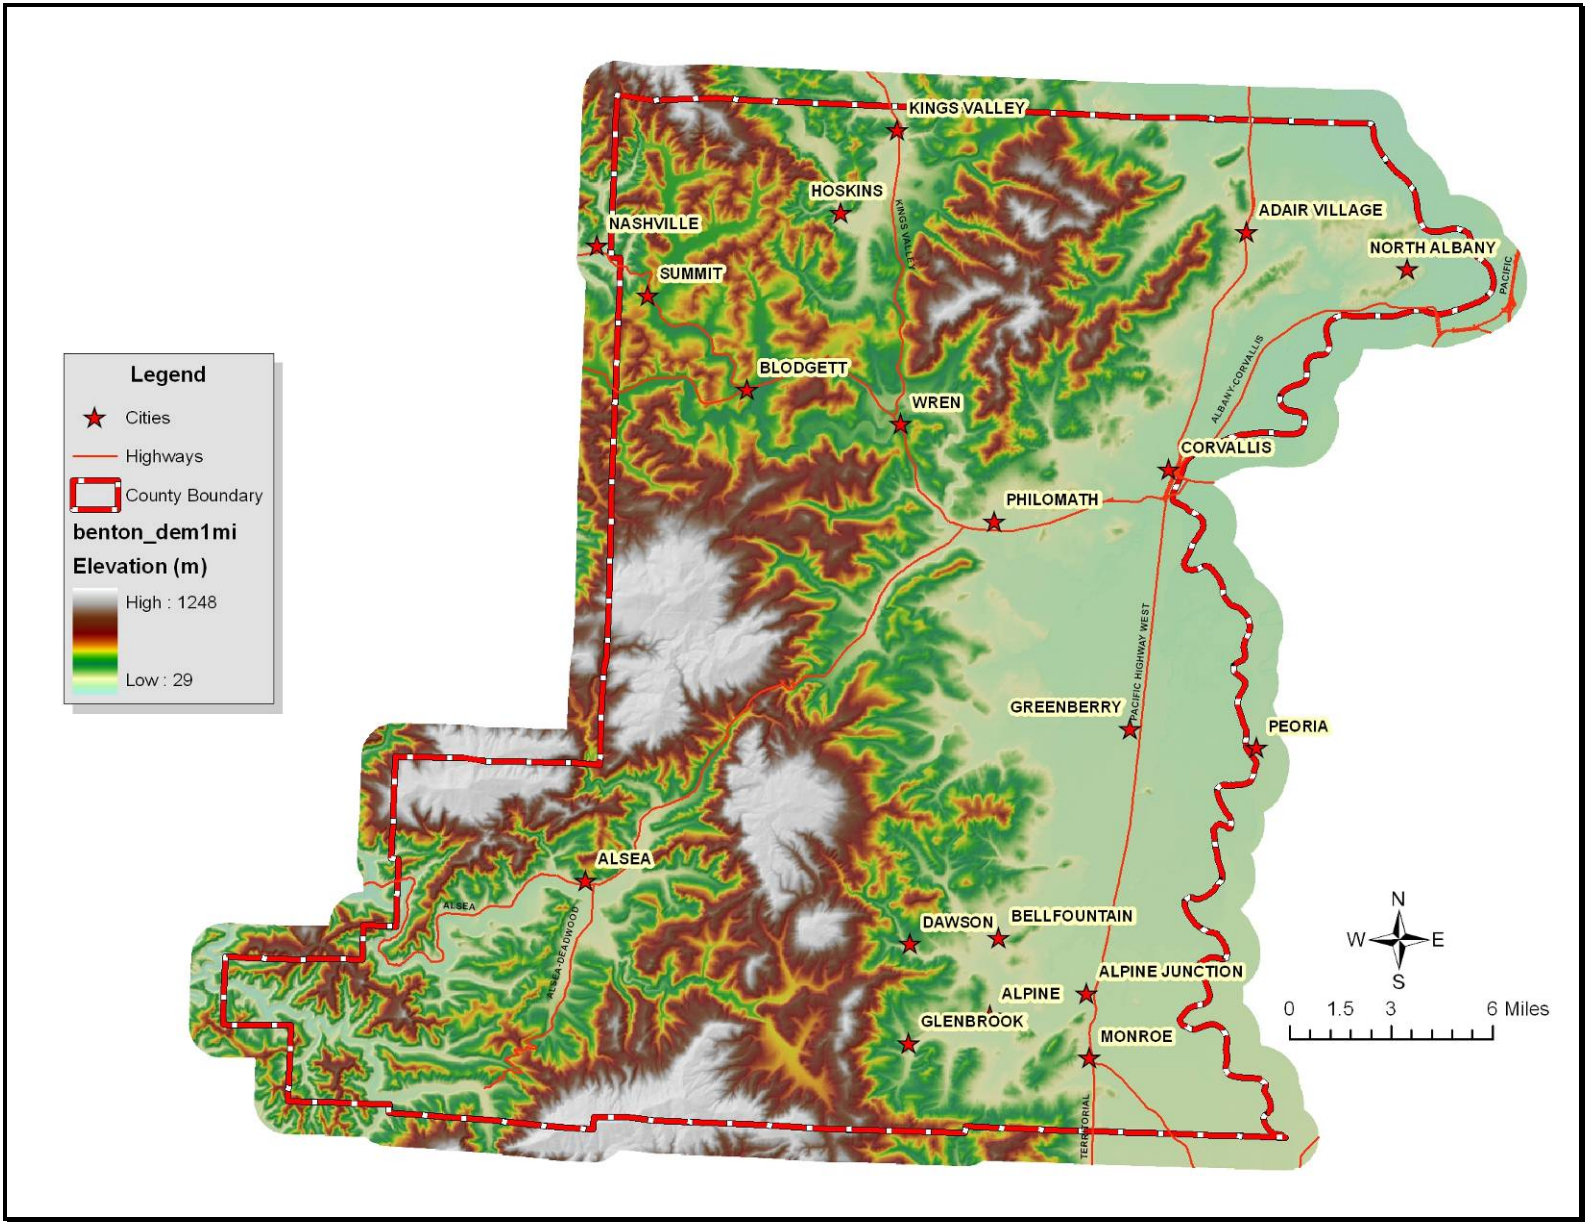 KINGS VALLEY
HOSKINS
KINGS VALLEY
NASHVILLE
ADAIR VILLAGE
NORTH ALBANY
SUMMIT
PACIFIC
BLODGETT
ALBANY-CORVALLIS
WREN
CORVALLIS
PHILOMATH
Legend
Cities
Highways
County Boundary
benton_dem1mi
Elevation (m)
High : 1248
Low : 29
PACIFIC HIGHWAY WEST
GREENBERRY
PEORIA
ALSEA
ALSEA
ALSEA-DEADWOOD
DAWSON
BELLFOUNTAIN
ALPINE JUNCTION
ALPINE
GLENBROOK
MONROE
TERRITORIAL
N
W E
S
0 1.5 3 6 Miles